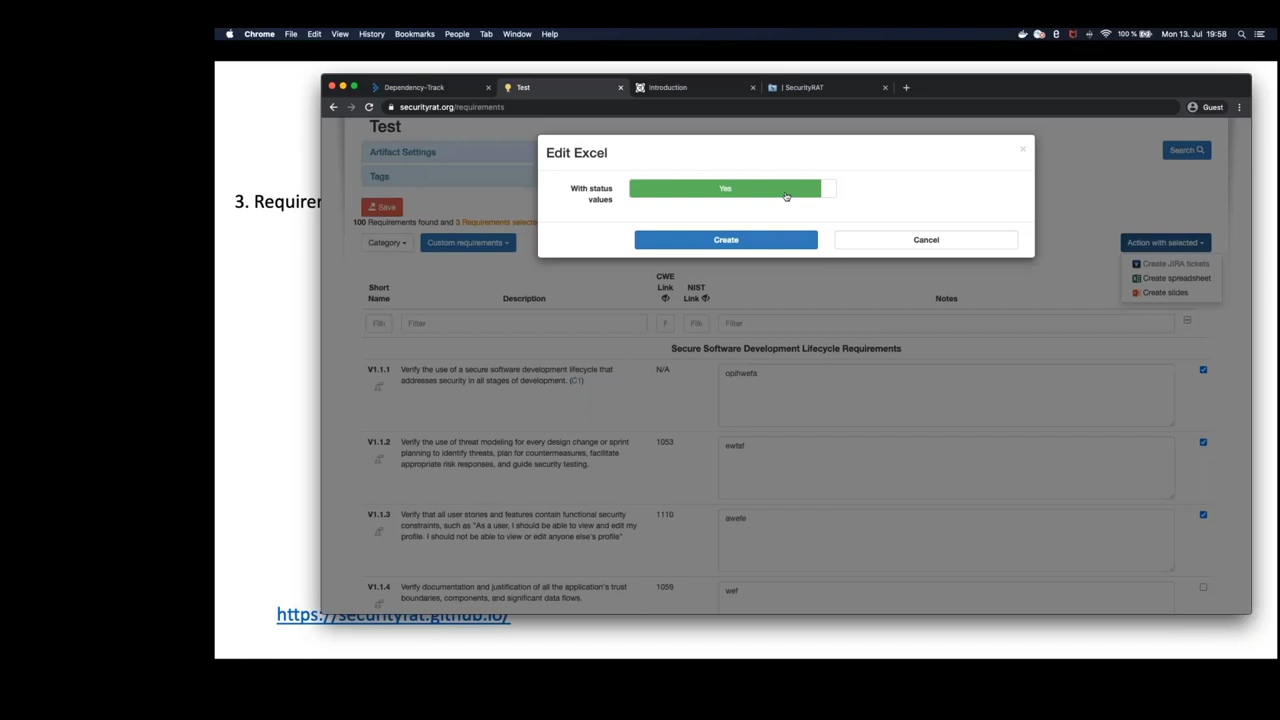 Chrome File Edit View History Bookmarks People Tab Window Help
100 % Mon 13. Jul 19:58
Dependency-Track
Test
Introduction
| SecurityRAT
securityrat.org/requirements
Guest
Test
Artifact Settings
Search
Tags
3. Requirer
Save
100 Requirements found and 3 Requirements selecte
Category
Custom requirements
Action with selected
Edit Excel
With status
values
Yes
Create
Cancel
Create JIRA tickets
Create spreadsheet
Create slides
Short
Name
Description
CWE
Link
NIST
Link
Notes
Filter
F
Filter
Secure Software Development Lifecycle Requirements
V1.1.1
Verify the use of a secure software development lifecycle that
addresses security in all stages of development. (C1)
N/A
opihwefa
V1.1.2
Verify the use of threat modeling for every design change or sprint
planning to identify threats, plan for countermeasures, facilitate
appropriate risk responses, and guide security testing.
1053
V1.1.3
Verify that all user stories and features contain functional security
constraints, such as "As a user, I should be able to view and edit my
profile. I should not be able to view or edit anyone else's profile"
1110
awefe
V1.1.4
Verify documentation and justification of all the application's trust
boundaries, components, and significant data flows.
1059
wef
https://securityrat.github.io/